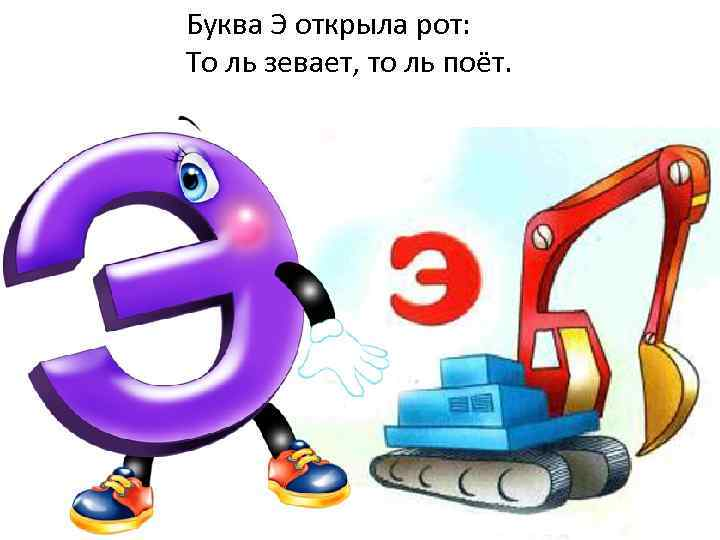 Буква Э открыла рот:
То ль зевает, то ль поёт.
Э
Э